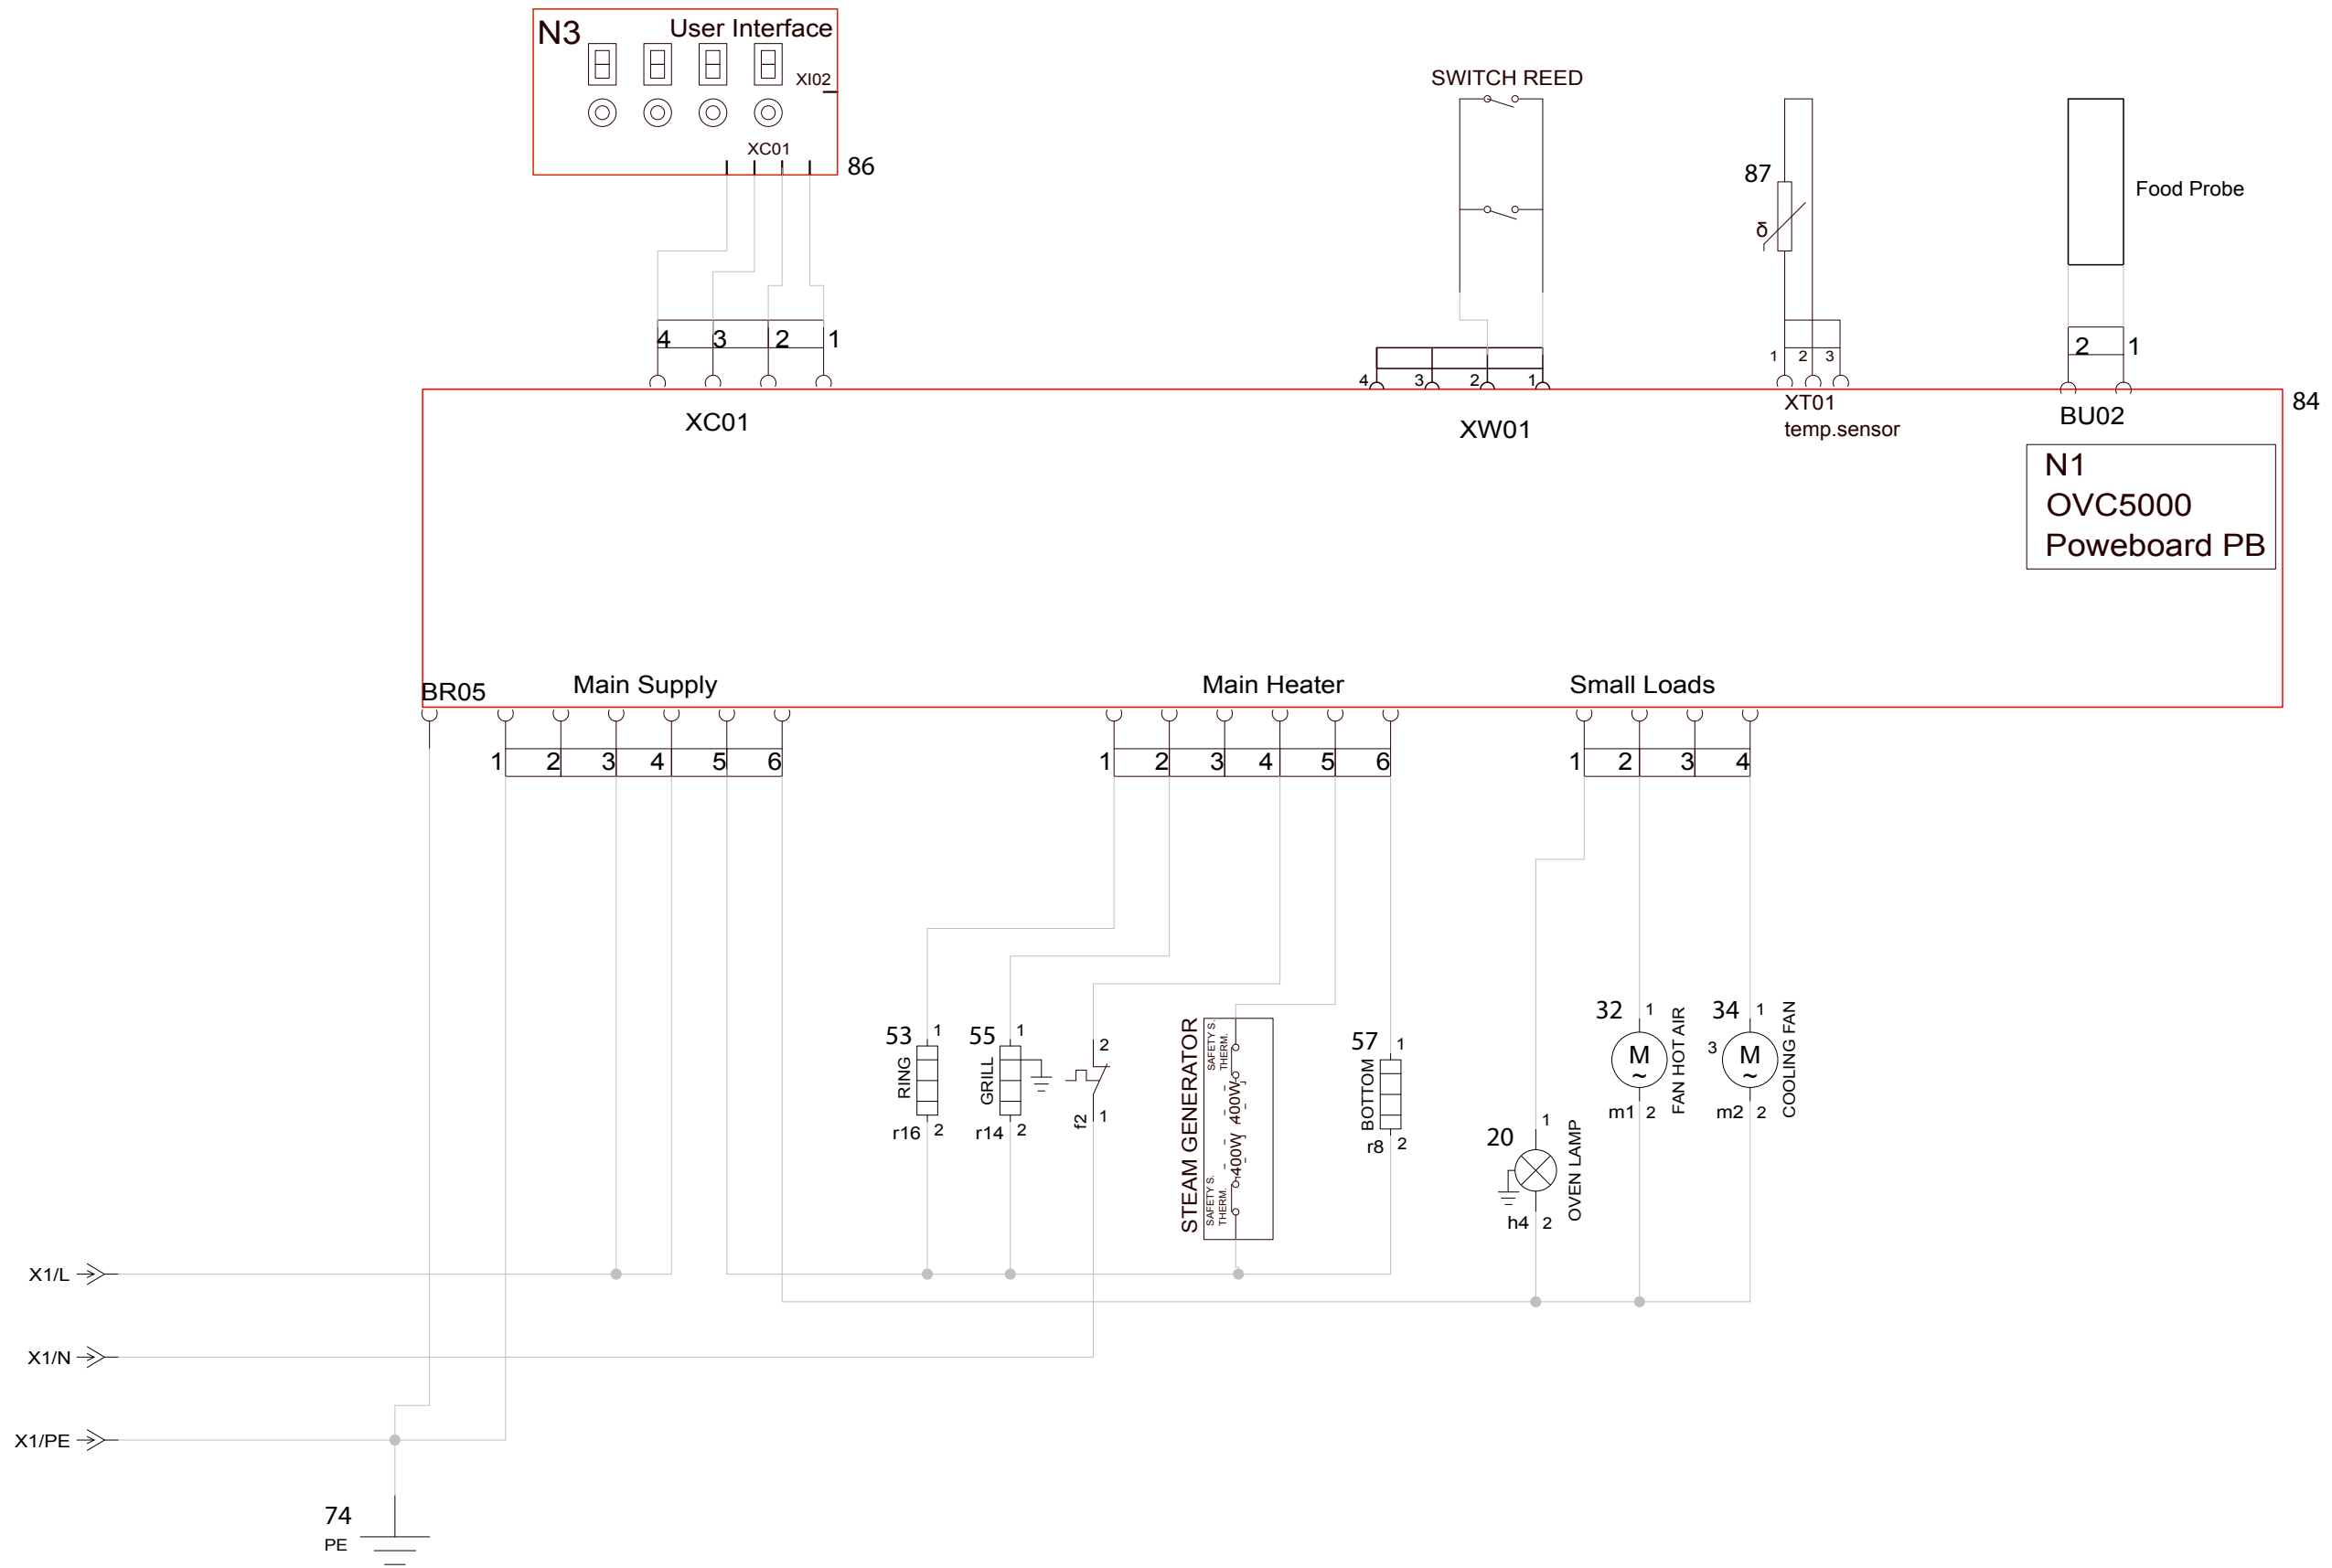 N3
User Interface
XI02
XC01
86
SWITCH REED
87
δ
Food Probe
4 3 2 1
4 3 2 1
1 2 3
2 1
XC01
XW01
XT01
temp.sensor
BU02
84
N1
OVC5000
Poweboard PB
BR05
Main Supply
Main Heater
Small Loads
1 2 3 4 5 6
1 2 3 4 5 6
1 2 3 4
53
1
RING
r16
2
55
1
GRILL
r14
2
2
f2
1
STEAM GENERATOR
SAFETY S.
THERM.
400W
400W
SAFETY S.
THERM.
57
1
BOTTOM
r8
2
20
1
h4
2
OVEN LAMP
32
1
M
~
m1
2
FAN HOT AIR
34
1
3
M
~
m2
2
COOLING FAN
X1/L
X1/N
X1/PE
74
PE